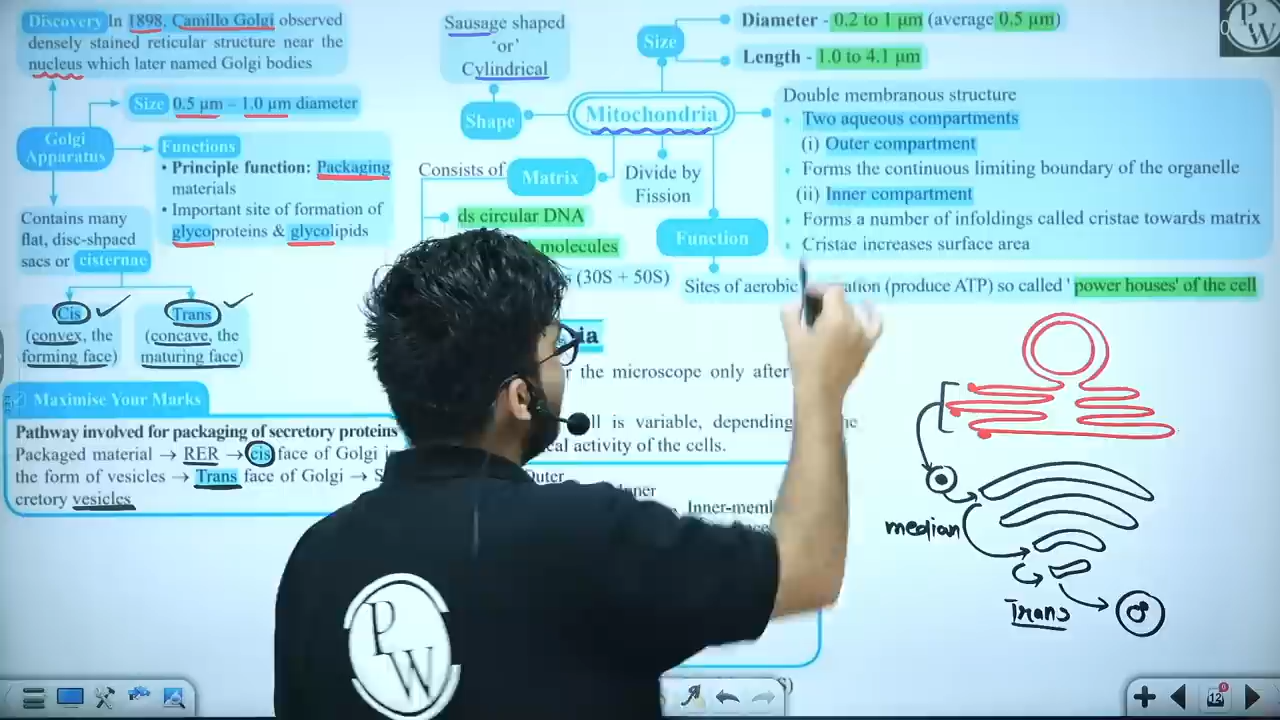 Discovery In 1898, Camillo Golgi observed
densely stained reticular structure near the
nucleus which later named Golgi bodies
Size 0.5 µm – 1.0 µm diameter
Golgi
Apparatus
Functions
• Principle function: Packaging
materials
• Important site of formation of
glycoproteins & glycolipids
Contains many
flat, disc-shpaed
sacs or cisternae
Cis
(convex, the
forming face)
Trans
(concave, the
maturing face)
Maximise Your Marks
Pathway involved for packaging of secretory proteins
Packaged material → RER → cis face of Golgi
the form of vesicles → Trans face of Golgi →
cretory vesicles
Sausage shaped
'or'
Cylindrical
Shape
Size
Diameter - 0.2 to 1 µm (average 0.5 µm)
Length - 1.0 to 4.1 µm
Mitochondria
Consists of
Matrix
ds circular DNA
molecules
(30S + 50S)
Divide by
Fission
Function
Sites of aerobic (produce ATP) so called ' power houses' of the cell
Double membranous structure
• Two aqueous compartments
(i) Outer compartment
• Forms the continuous limiting boundary of the organelle
(ii) Inner compartment
• Forms a number of infoldings called cristae towards matrix
• Cristae increases surface area
the microscope only after
is variable, depending
activity of the cells.
median
Trans
PW
PW
12